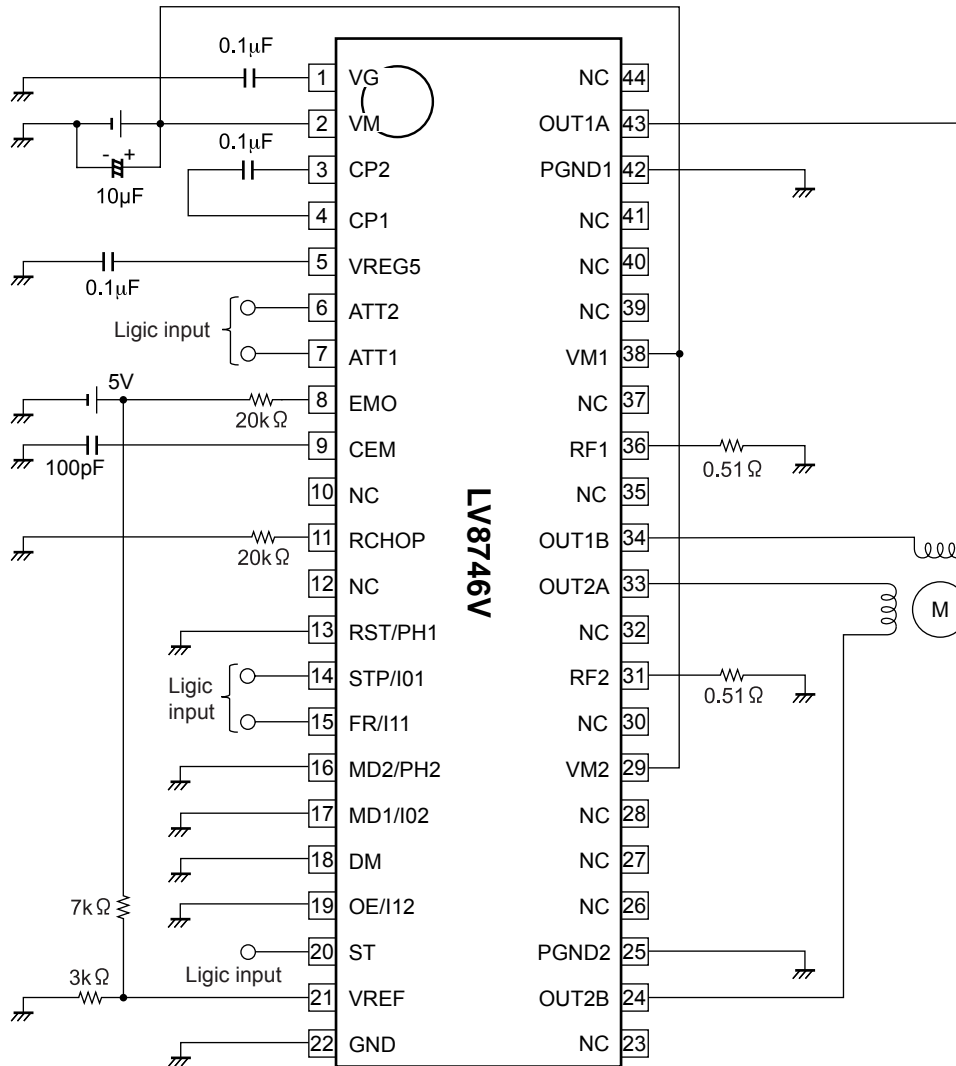 0.1µF
1 VG
NC 44
2 VM
OUT1A 43
- +
10µF
0.1µF
3 CP2
PGND1 42
4 CP1
NC 41
5 VREG5
NC 40
0.1µF
6 ATT2
NC 39
Ligic input
7 ATT1
VM1 38
5V
8 EMO
NC 37
20kΩ
9 CEM
RF1 36
100pF
0.51Ω
10 NC
NC 35
LV8746V
11 RCHOP
OUT1B 34
20kΩ
12 NC
OUT2A 33
M
13 RST/PH1
NC 32
14 STP/I01
RF2 31
Ligic
input
0.51Ω
15 FR/I11
NC 30
16 MD2/PH2
VM2 29
17 MD1/I02
NC 28
18 DM
NC 27
7kΩ
19 OE/I12
NC 26
20 ST
PGND2 25
Ligic input
3kΩ
21 VREF
OUT2B 24
22 GND
NC 23